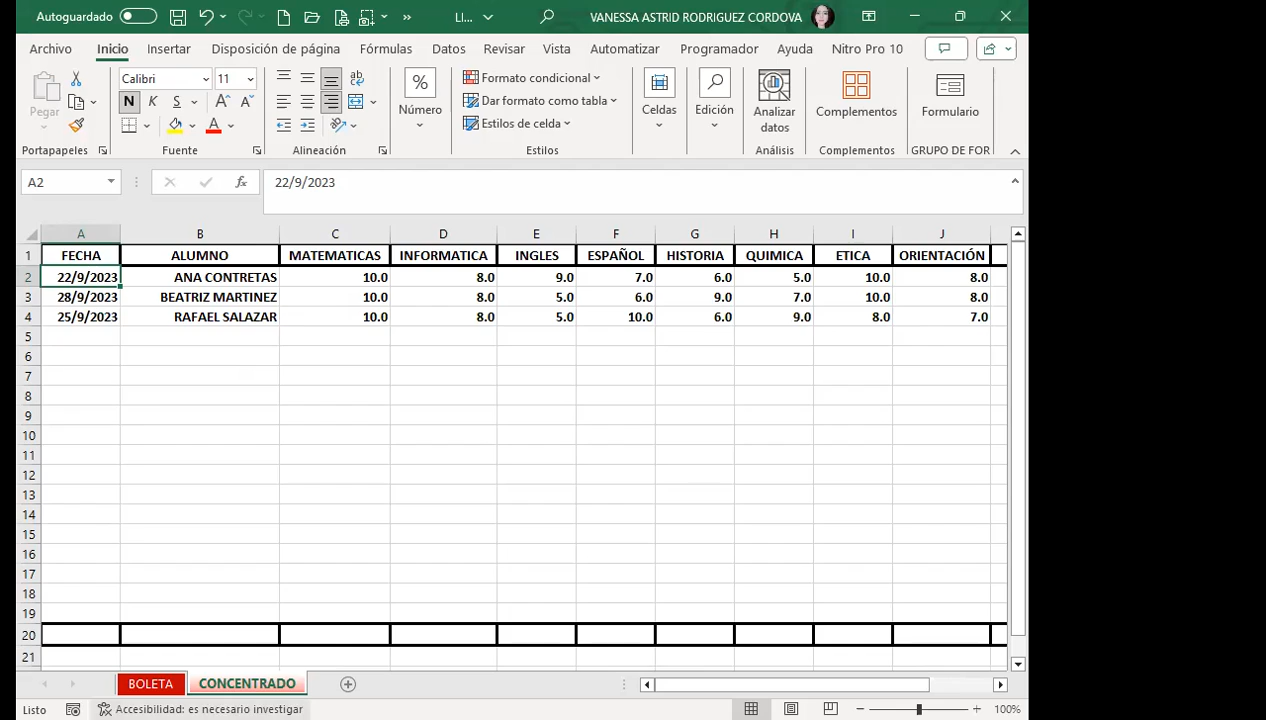 Autoguardado LI... VANESSA ASTRID RODRIGUEZ CORDOVA
Archivo Inicio Insertar Disposición de página Fórmulas Datos Revisar Vista Automatizar Programador Ayuda Nitro Pro 10
Pegar
Calibri 11
N K S
Número
Formato condicional
Dar formato como tabla
Estilos de celda
Celdas
Edición
Analizar datos
Complementos
Formulario
Portapapeles Fuente Alineación Estilos Análisis Complementos GRUPO DE FOR
A2 fx 22/9/2023
A B C D E F G H I J
1 FECHA ALUMNO MATEMATICAS INFORMATICA INGLES ESPAÑOL HISTORIA QUIMICA ETICA ORIENTACIÓN
2 22/9/2023 ANA CONTRETAS 10.0 8.0 9.0 7.0 6.0 5.0 10.0 8.0
3 28/9/2023 BEATRIZ MARTINEZ 10.0 8.0 5.0 6.0 9.0 7.0 10.0 8.0
4 25/9/2023 RAFAEL SALAZAR 10.0 8.0 5.0 10.0 6.0 9.0 8.0 7.0
5
6
7
8
9
10
11
12
13
14
15
16
17
18
19
20
21
BOLETA CONCENTRADO
Listo Accesibilidad: es necesario investigar 100%